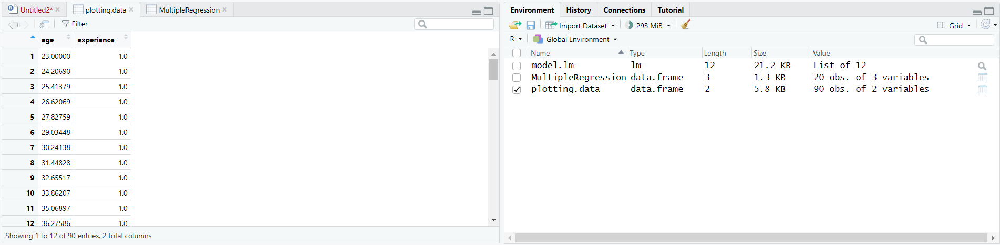 Untitled2* plotting.data MultipleRegression
Filter
age experience
1 23.00000 1.0
2 24.20690 1.0
3 25.41379 1.0
4 26.62069 1.0
5 27.82759 1.0
6 29.03448 1.0
7 30.24138 1.0
8 31.44828 1.0
9 32.65517 1.0
10 33.86207 1.0
11 35.06897 1.0
12 36.27586 1.0
Showing 1 to 12 of 90 entries, 2 total columns
Environment History Connections Tutorial
Import Dataset 293 MiB Grid
R Global Environment
Name Type Length Size Value
model.lm lm 12 21.2 KB List of 12
MultipleRegression data.frame 3 1.3 KB 20 obs. of 3 variables
plotting.data data.frame 2 5.8 KB 90 obs. of 2 variables